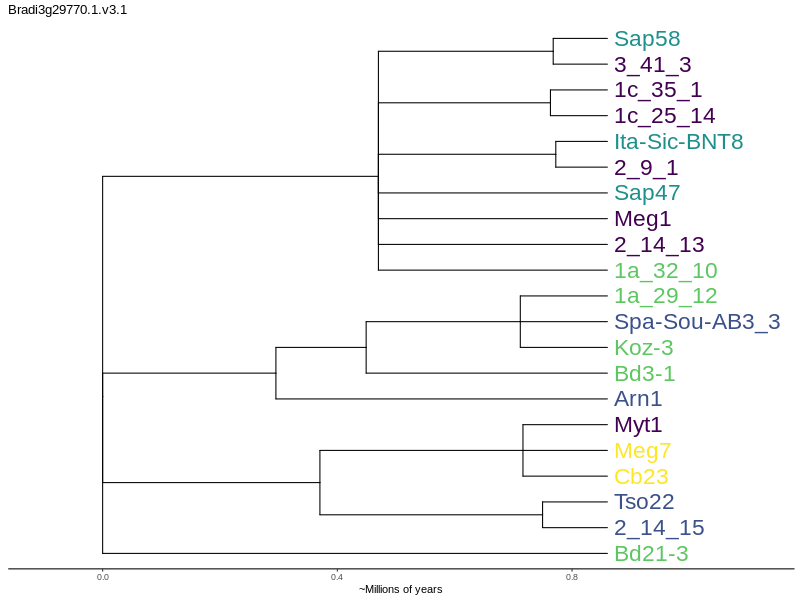 Bradi3g29770.1.v3.1
Sap58
3_41_3
1c_35_1
1c_25_14
Ita-Sic-BNT8
2_9_1
Sap47
Meg1
2_14_13
1a_32_10
1a_29_12
Spa-Sou-AB3_3
Koz-3
Bd3-1
Arn1
Myt1
Meg7
Cb23
Tso22
2_14_15
Bd21-3
0.0 0.4 0.8
~Millions of years